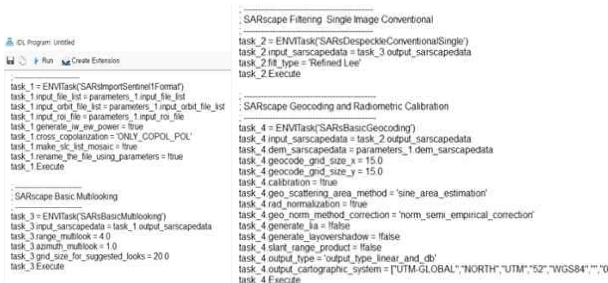 IDL Program: Untitled
Run Create Extension
;--------------------
task_1 = ENVITask('SARsImportSentinel1Format')
task_1.input_file_list = parameters_1.input_file_list
task_1.input_orbit_file_list = parameters_1.input_orbit_file_list
task_1.input_roi_file = parameters_1.input_roi_file
task_1.generate_iw_ew_power = !true
task_1.cross_copolarization = 'ONLY_COPOL_POL'
task_1.make_slc_list_mosaic = !true
task_1.rename_the_file_using_parameters = !true
task_1.Execute
;--------------------
;SARscape Basic Multilooking
;--------------------
task_3 = ENVITask('SARsBasicMultilooking')
task_3.input_sarscapedata = task_1.output_sarscapedata
task_3.range_multilook = 4.0
task_3.azimuth_multilook = 1.0
task_3.grid_size_for_suggested_looks = 20.0
task_3.Execute
;--------------------
;SARscape Filtering Single Image Conventional
;--------------------
task_2 = ENVITask('SARsDespeckleConventionalSingle')
task_2.input_sarscapedata = task_3.output_sarscapedata
task_2.filt_type = 'Refined Lee'
task_2.Execute
;--------------------
;SARscape Geocoding and Radiometric Calibration
;--------------------
task_4 = ENVITask('SARsBasicGeocoding')
task_4.input_sarscapedata = task_2.output_sarscapedata
task_4.dem_sarscapedata = parameters_1.dem_sarscapedata
task_4.geocode_grid_size_x = 15.0
task_4.geocode_grid_size_y = 15.0
task_4.calibration = !true
task_4.geo_scattering_area_method = 'sine_area_estimation'
task_4.rad_normalization = !true
task_4.geo_norm_method_correction = 'norm_semi_empirical_correction'
task_4.generate_lia = !false
task_4.generate_layovershadow = !false
task_4.slant_range_product = !false
task_4.output_type = 'output_type_linear_and_db'
task_4.output_cartographic_system = ["UTM-GLOBAL","NORTH","UTM","52","WGS84","","0
task_4.Execute